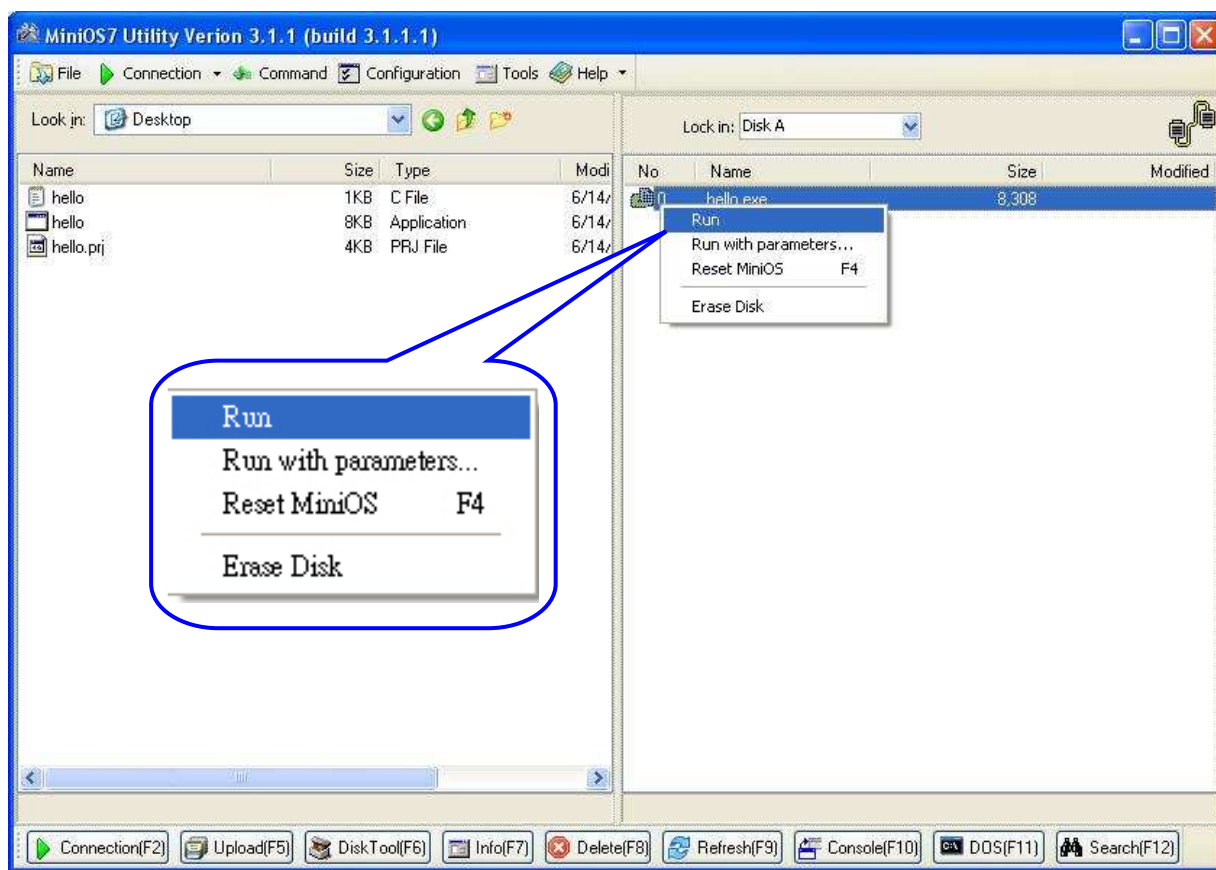 MiniOS7 Utility Verion 3.1.1 (build 3.1.1.1)
File Connection Command Configuration Tools Help
Look in: Desktop
Lock in: Disk A
Name Size Type Modi
No Name Size Modified
hello 1KB C File 6/14/
hello 8KB Application 6/14/
hello.prj 4KB PRJ File 6/14/
0 hello.exe 8,308
Run
Run with parameters...
Reset MiniOS F4
Erase Disk
Run
Run with parameters...
Reset MiniOS F4
Erase Disk
Connection(F2) Upload(F5) DiskTool(F6) Info(F7) Delete(F8) Refresh(F9) Console(F10) DOS(F11) Search(F12)